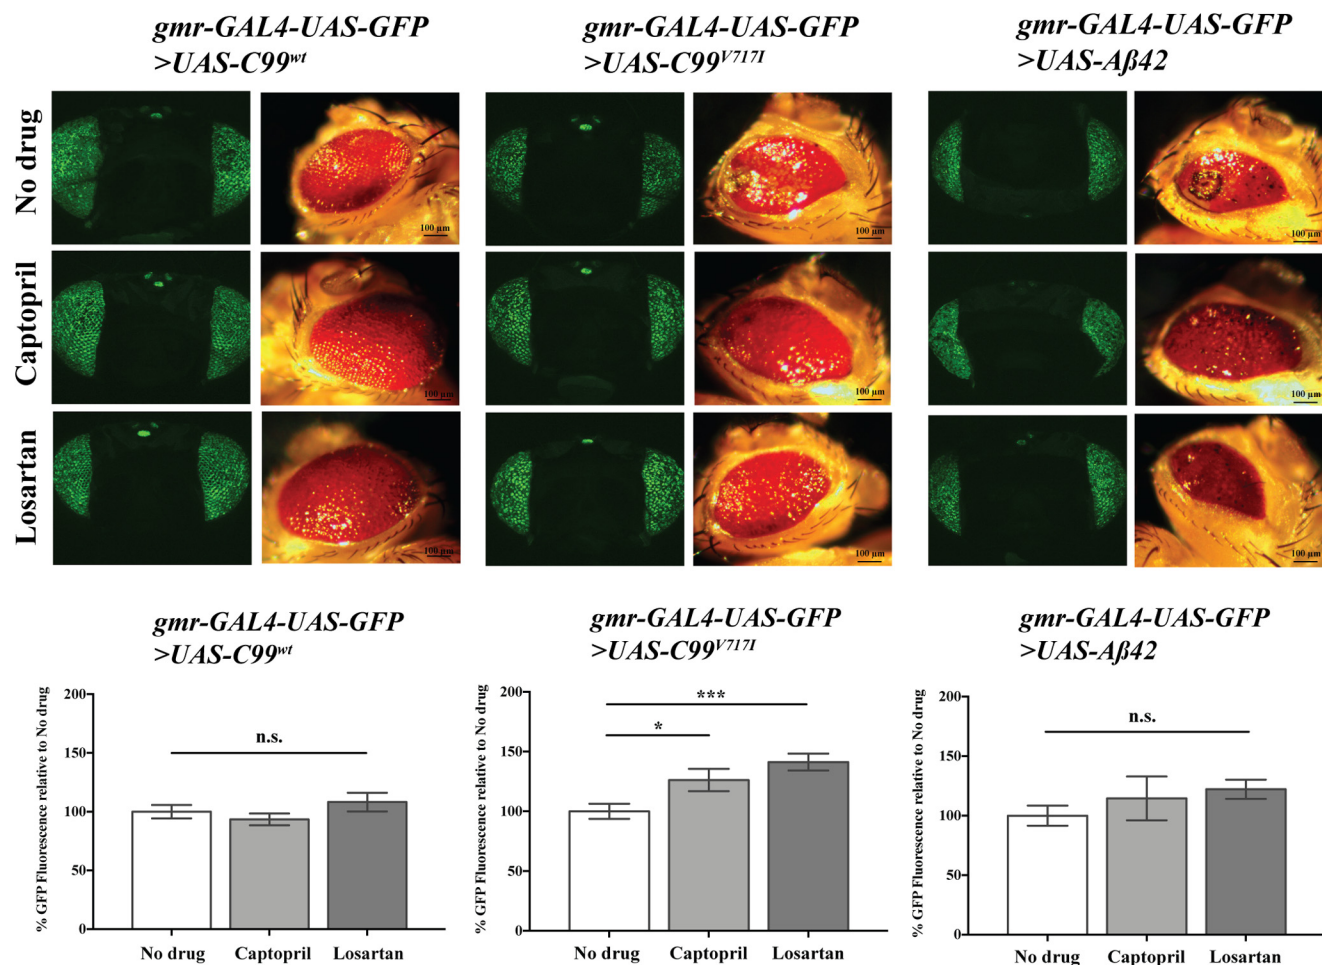 gmr-GAL4-UAS-GFP
>UAS-C99wt
gmr-GAL4-UAS-GFP
>UAS-C99V717I
gmr-GAL4-UAS-GFP
>UAS-Aβ42
No drug
100 µm
100 µm
100 µm
Captopril
100 µm
100 µm
100 µm
Losartan
100 µm
100 µm
100 µm
gmr-GAL4-UAS-GFP
>UAS-C99wt
% GFP Fluorescence relative to No drug
200
150
100
50
0
n.s.
No drug Captopril Losartan
gmr-GAL4-UAS-GFP
>UAS-C99V717I
% GFP Fluorescence relative to No drug
200
150
100
50
0
***
*
No drug Captopril Losartan
gmr-GAL4-UAS-GFP
>UAS-Aβ42
% GFP Fluorescence relative to No drug
200
150
100
50
0
n.s.
No drug Captopril Losartan